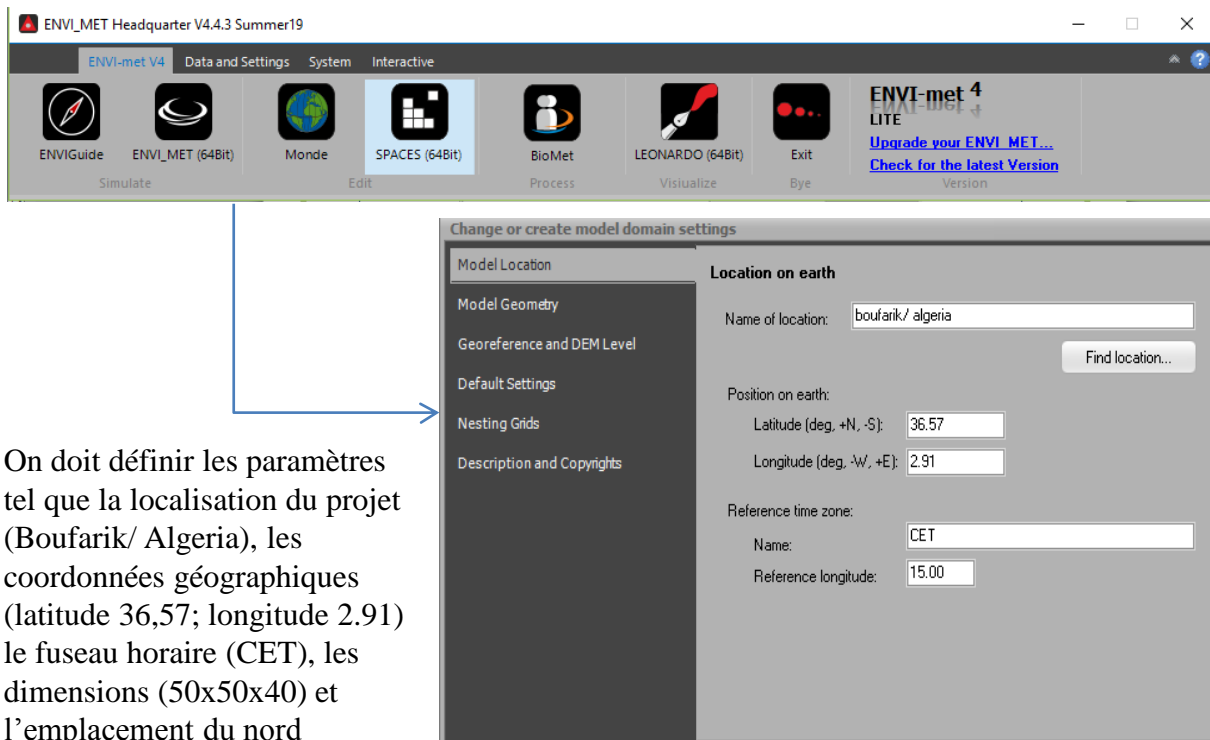 ENVI_MET Headquarter V4.4.3 Summer19
ENVI-met V4 Data and Settings System Interactive
ENVIGuide ENVI_MET (64Bit) Monde SPACES (64Bit) BioMet LEONARDO (64Bit) Exit
ENVI-met 4
LITE
Upgrade your ENVI_MET...
Check for the latest Version
Simulate Edit Process Visiualize Bye Version
Change or create model domain settings
Model Location
Model Geometry
Georeference and DEM Level
Default Settings
Nesting Grids
Description and Copyrights
Location on earth
Name of location: boufarik/ algeria
Find location...
Position on earth:
Latitude (deg, +N, -S): 36.57
Longitude (deg, -W, +E): 2.91
Reference time zone:
Name: CET
Reference longitude: 15.00
On doit définir les paramètres
tel que la localisation du projet
(Boufarik/ Algeria), les
coordonnées géographiques
(latitude 36,57; longitude 2.91)
le fuseau horaire (CET), les
dimensions (50x50x40) et
l'emplacement du nord